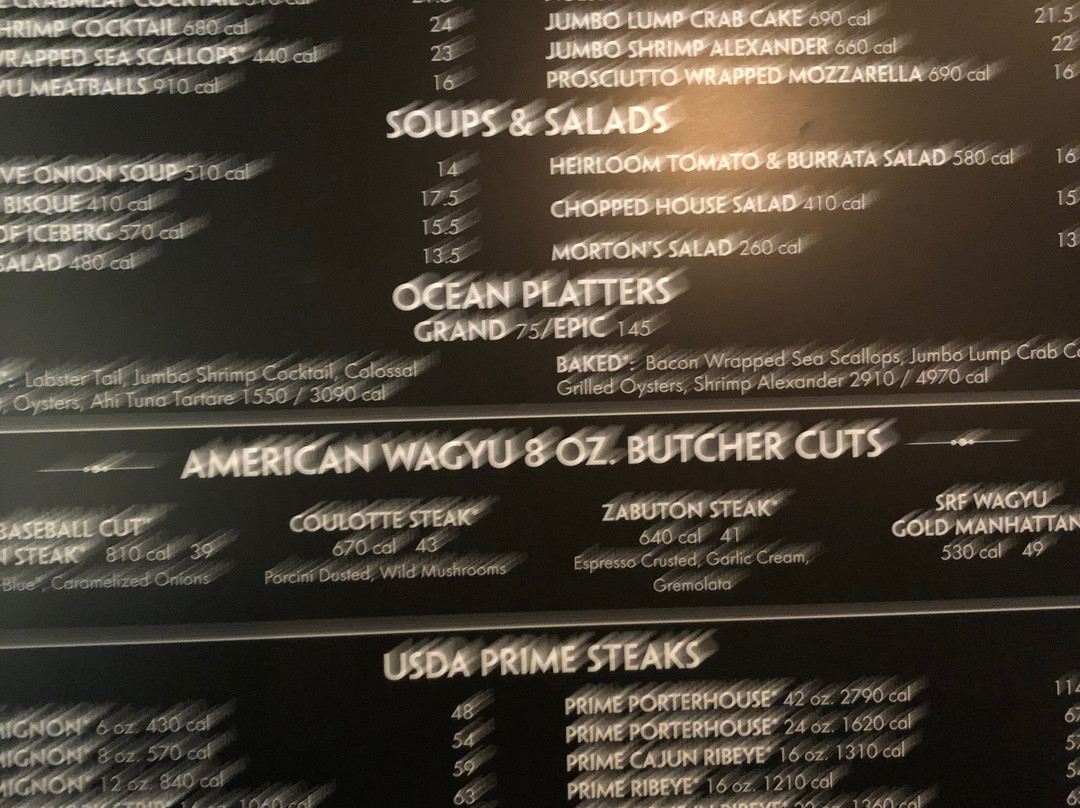 HRIMP COCKTAIL 680 cal 24
RAPPED SEA SCALLOPS* 440 cal 23
YU MEATBALLS 910 cal 16
JUMBO LUMP CRAB CAKE 690 cal 21.5
JUMBO SHRIMP ALEXANDER 660 cal 22
PROSCIUTTO WRAPPED MOZZARELLA 690 cal 16
SOUPS & SALADS
VE ONION SOUP 510 cal 14
BISQUE 410 cal 17.5
OF ICEBERG 570 cal 15.5
SALAD 480 cal 13.5
HEIRLOOM TOMATO & BURRATA SALAD 580 cal 16
CHOPPED HOUSE SALAD 410 cal 15
MORTON'S SALAD 260 cal 13
OCEAN PLATTERS
GRAND 75/EPIC 145
: Lobster Tail, Jumbo Shrimp Cocktail, Colossal
, Oysters, Ahi Tuna Tartare 1550 / 3090 cal
BAKED*: Bacon Wrapped Sea Scallops, Jumbo Lump Crab
Grilled Oysters, Shrimp Alexander 2910 / 4970 cal
AMERICAN WAGYU 8 OZ. BUTCHER CUTS
BASEBALL CUT*
STEAK* 810 cal 39
Blue*, Caramelized Onions
COULOTTE STEAK*
670 cal 43
Porcini Dusted, Wild Mushrooms
ZABUTON STEAK*
640 cal 41
Espresso Crusted, Garlic Cream,
Gremolata
SRF WAGYU
GOLD MANHATTAN
530 cal 49
USDA PRIME STEAKS
IGNON* 6 oz. 430 cal 48
IGNON* 8 oz. 570 cal 54
IGNON* 12 oz. 840 cal 59
63
PRIME PORTERHOUSE* 42 oz. 2790 cal 114
PRIME PORTERHOUSE* 24 oz. 1620 cal
PRIME CAJUN RIBEYE* 16 oz. 1310 cal
PRIME RIBEYE* 16 oz. 1210 cal